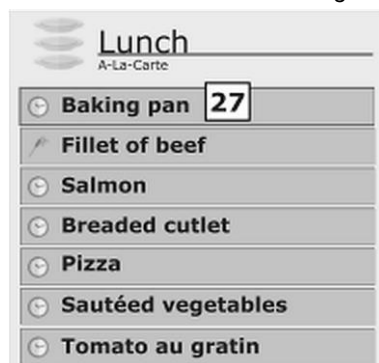 Lunch
A-La-Carte
Baking pan 27
Fillet of beef
Salmon
Breaded cutlet
Pizza
Sautéed vegetables
Tomato au gratin